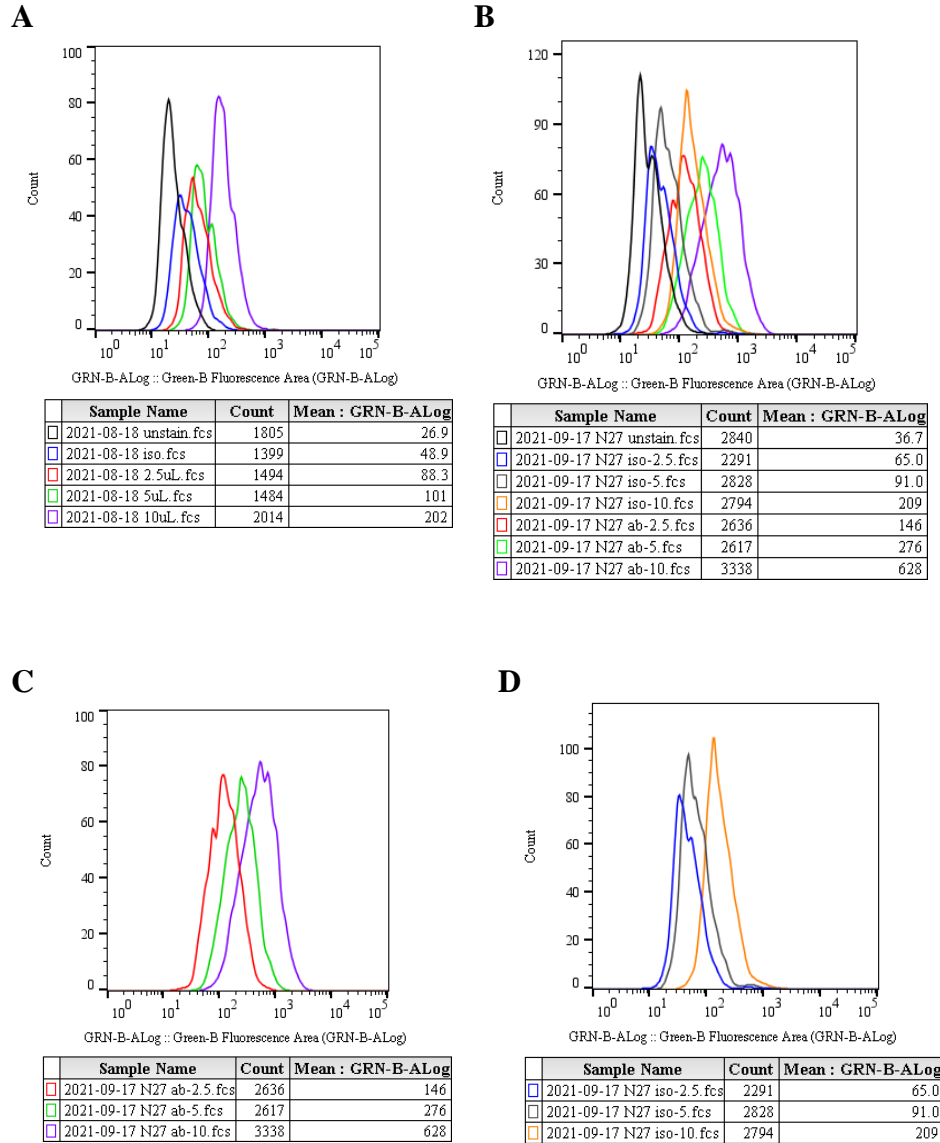 A
100
80
60
40
20
0
Count
10^0 10^1 10^2 10^3 10^4 10^5
GRN-B-ALog :: Green-B Fluorescence Area (GRN-B-ALog)
Sample Name Count Mean : GRN-B-ALog
2021-08-18 unstain.fcs 1805 26.9
2021-08-18 iso.fcs 1399 48.9
2021-08-18 2.5uL.fcs 1494 88.3
2021-08-18 5uL.fcs 1484 101
2021-08-18 10uL.fcs 2014 202
B
120
90
60
30
0
Count
10^0 10^1 10^2 10^3 10^4 10^5
GRN-B-ALog :: Green-B Fluorescence Area (GRN-B-ALog)
Sample Name Count Mean : GRN-B-ALog
2021-09-17 N27 unstain.fcs 2840 36.7
2021-09-17 N27 iso-2.5.fcs 2291 65.0
2021-09-17 N27 iso-5.fcs 2828 91.0
2021-09-17 N27 iso-10.fcs 2794 209
2021-09-17 N27 ab-2.5.fcs 2636 146
2021-09-17 N27 ab-5.fcs 2617 276
2021-09-17 N27 ab-10.fcs 3338 628
C
100
80
60
40
20
0
Count
10^0 10^1 10^2 10^3 10^4 10^5
GRN-B-ALog :: Green-B Fluorescence Area (GRN-B-ALog)
Sample Name Count Mean : GRN-B-ALog
2021-09-17 N27 ab-2.5.fcs 2636 146
2021-09-17 N27 ab-5.fcs 2617 276
2021-09-17 N27 ab-10.fcs 3338 628
D
100
80
60
40
20
0
Count
10^0 10^1 10^2 10^3 10^4 10^5
GRN-B-ALog :: Green-B Fluorescence Area (GRN-B-ALog)
Sample Name Count Mean : GRN-B-ALog
2021-09-17 N27 iso-2.5.fcs 2291 65.0
2021-09-17 N27 iso-5.fcs 2828 91.0
2021-09-17 N27 iso-10.fcs 2794 209